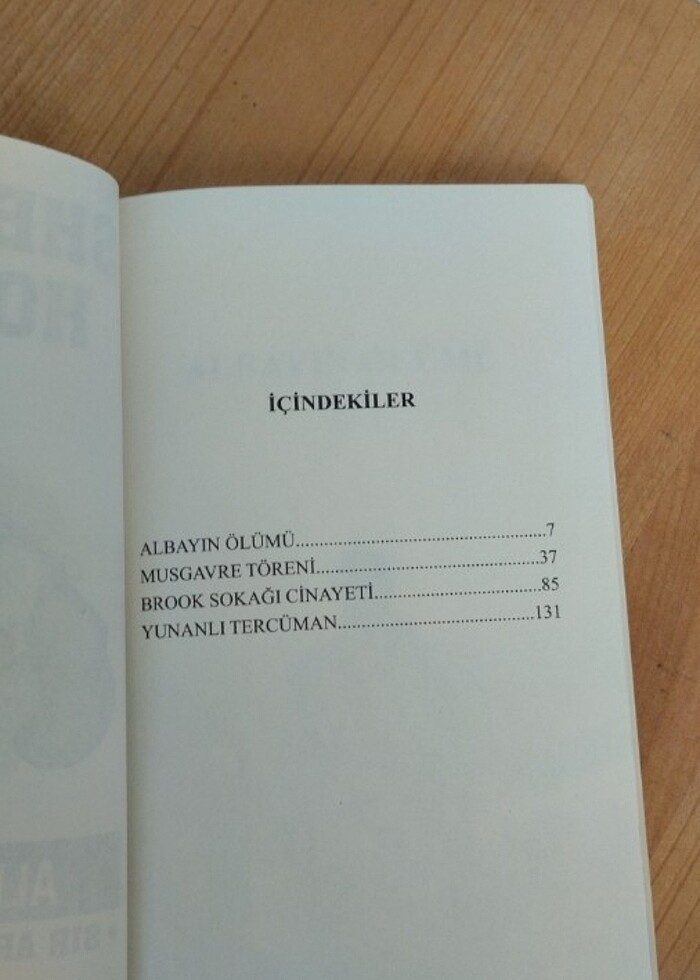 İÇİNDEKİLER
ALBAYIN ÖLÜMÜ..............................................7
MUSGAVRE TÖRENİ.........................................37
BROOK SOKAĞI CİNAYETİ..............................85
YUNANLI TERCÜMAN....................................131